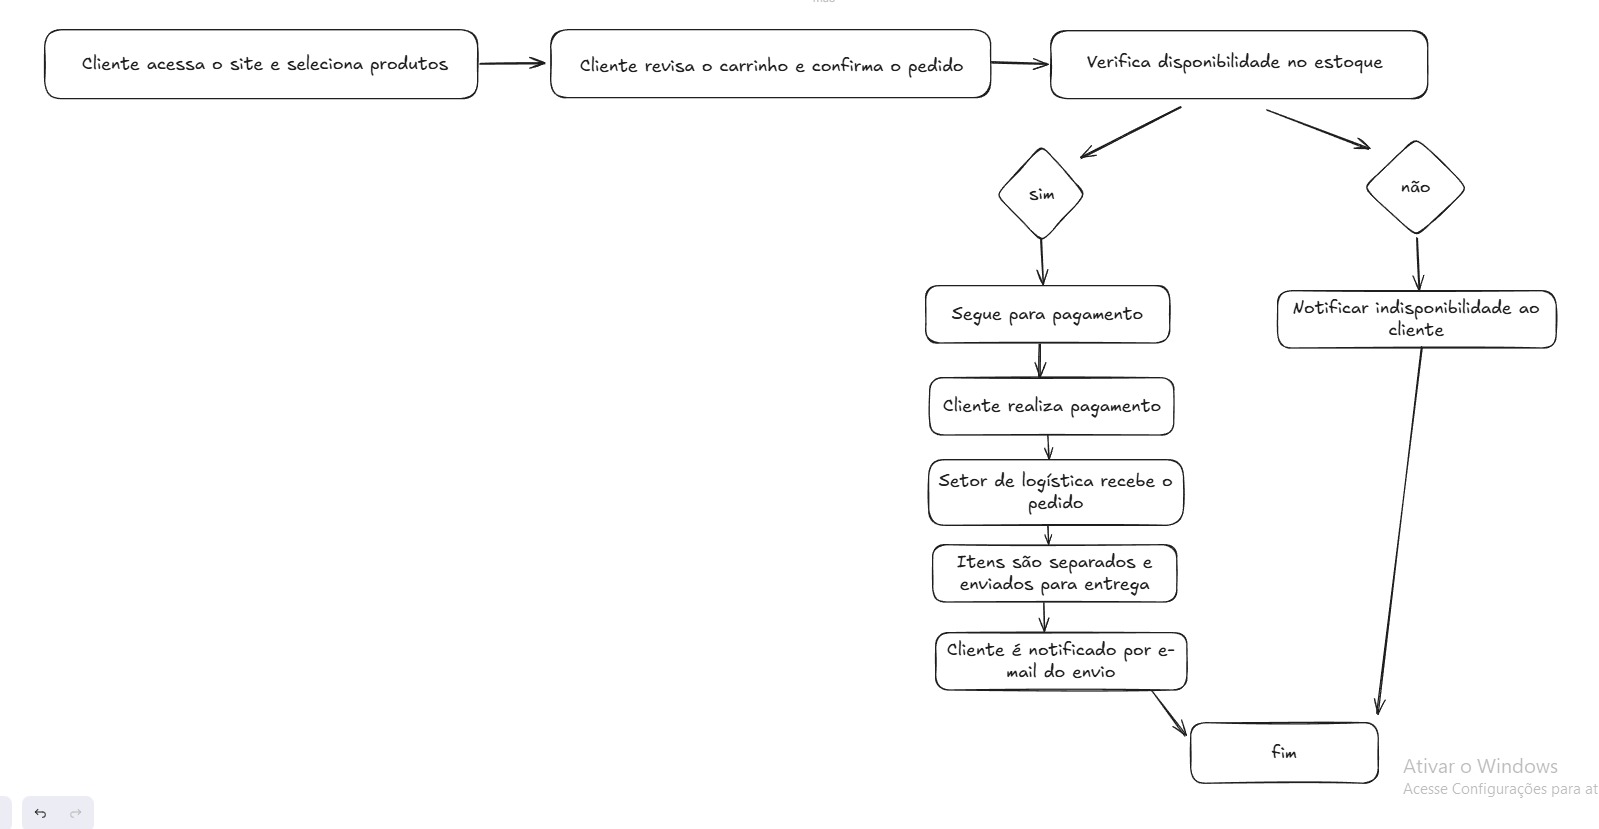 Cliente acessa o site e seleciona produtos
Cliente revisa o carrinho e confirma o pedido
Verifica disponibilidade no estoque
sim
não
Segue para pagamento
Notificar indisponibilidade ao
cliente
Cliente realiza pagamento
Setor de logística recebe o
pedido
Itens são separados e
enviados para entrega
Cliente é notificado por e-
mail do envio
fim
Ativar o Windows
Acesse Configurações para at